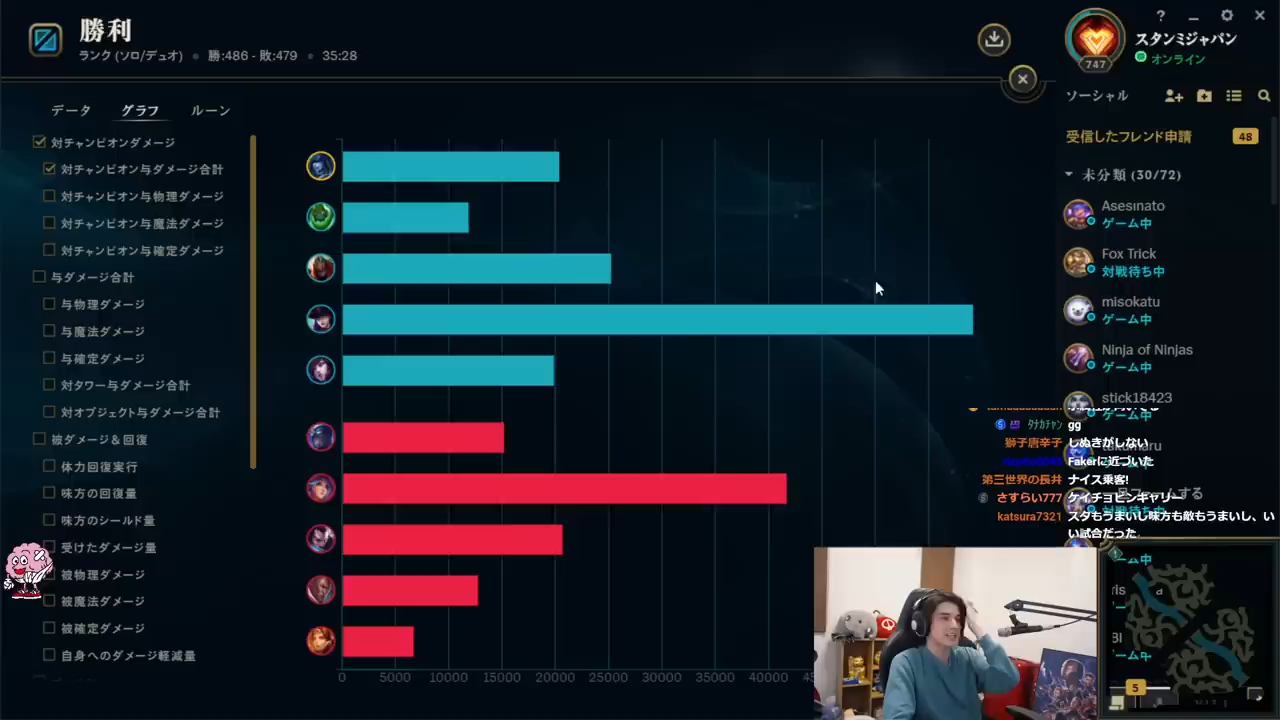 勝利
ランク (ソロ/デュオ) 勝:486 - 敗:479 35:28
データ グラフ ルーン
対チャンピオンダメージ
対チャンピオン与ダメージ合計
対チャンピオン与物理ダメージ
対チャンピオン与魔法ダメージ
対チャンピオン与確定ダメージ
与ダメージ合計
与物理ダメージ
与魔法ダメージ
与確定ダメージ
対タワー与ダメージ合計
対オブジェクト与ダメージ合計
被ダメージ&回復
体力回復実行
味方の回復量
味方のシールド量
受けたダメージ量
被物理ダメージ
被魔法ダメージ
被確定ダメージ
自身へのダメージ軽減量
0 5000 10000 15000 20000 25000 30000 35000 40000
747
スタンミジャパン
オンライン
ソーシャル
受信したフレンド申請 48
未分類 (30/72)
Asesinato
ゲーム中
Fox Trick
対戦待ち中
misokatu
ゲーム中
Ninja of Ninjas
ゲーム中
stick18423
ゲーム中
タナカチャン gg
獅子唐辛子 しぬきがしない
Fakerに近づいた
第三世界の長井 ナイス乗客!
さすらい777 ケイチョビンキャリー
katsura7321 スタもうまいし味方も敵もうまいし、い
い試合だった
5